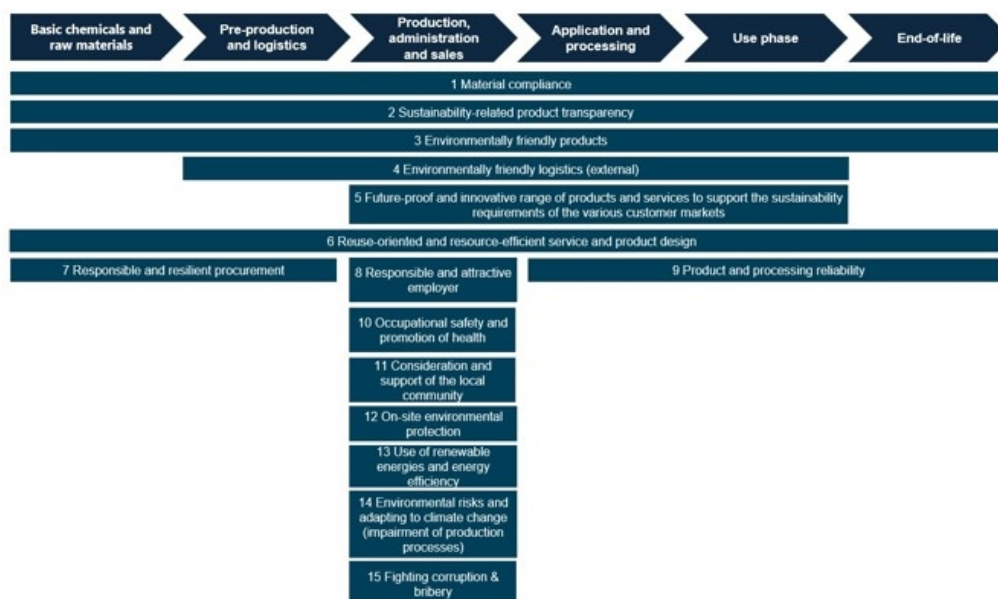 Basic chemicals and
raw materials
Pre-production
and logistics
Production,
administration
and sales
Application and
processing
Use phase
End-of-life
1 Material compliance
2 Sustainability-related product transparency
3 Environmentally friendly products
4 Environmentally friendly logistics (external)
5 Future-proof and innovative range of products and services to support the sustainability
requirements of the various customer markets
6 Reuse-oriented and resource-efficient service and product design
7 Responsible and resilient procurement
8 Responsible and attractive
employer
9 Product and processing reliability
10 Occupational safety and
promotion of health
11 Consideration and
support of the local
community
12 On-site environmental
protection
13 Use of renewable
energies and energy
efficiency
14 Environmental risks and
adapting to climate change
(impairment of production
processes)
15 Fighting corruption &
bribery